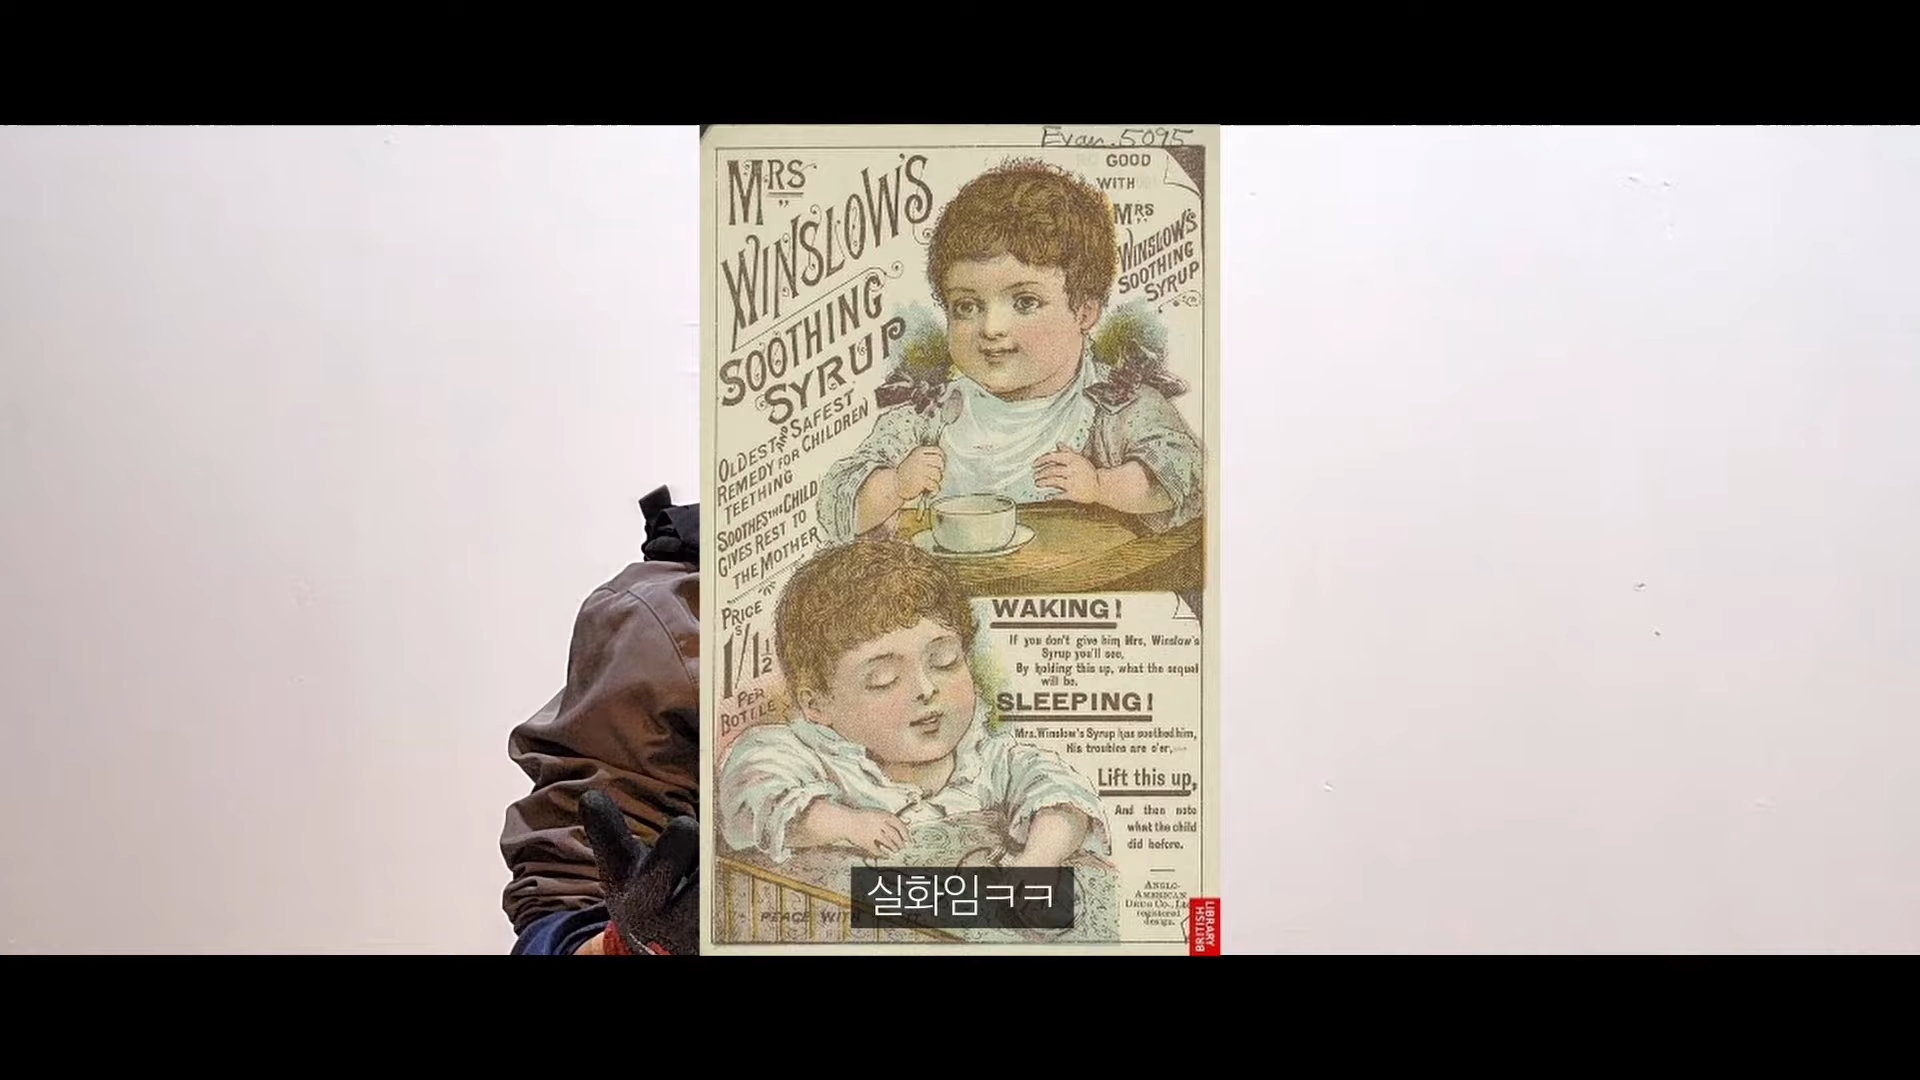 Evan. 5095
MRS
WINSLOW'S
SOOTHING
SYRUP
OLDEST AND SAFEST
REMEDY FOR CHILDREN
TEETHING
SOOTHES THE CHILD
GIVES REST TO
THE MOTHER
PRICE
1/1½
PER
BOTTLE
GOOD
WITH
MRS
WINSLOW'S
SOOTHING
SYRUP
WAKING!
If you don't give him Mrs. Winslow's
Syrup you'll see,
By holding this up, what the sequel
will be.
SLEEPING!
Mrs. Winslow's Syrup has soothed him,
His troubles are o'er,
Lift this up,
And then note
what the child
did before.
ANGLO-
AMERICAN
DRUG Co., L
registered
design.
PEACE WITH IT
실화임ㅋㅋ
BRITISH
LIBRARY